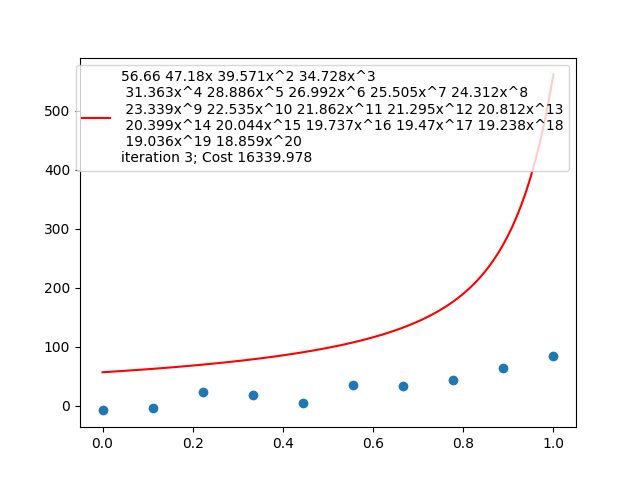 56.66 47.18x 39.571x^2 34.728x^3
31.363x^4 28.886x^5 26.992x^6 25.505x^7 24.312x^8
23.339x^9 22.535x^10 21.862x^11 21.295x^12 20.812x^13
20.399x^14 20.044x^15 19.737x^16 19.47x^17 19.238x^18
19.036x^19 18.859x^20
iteration 3; Cost 16339.978
500
400
300
200
100
0
0.0 0.2 0.4 0.6 0.8 1.0